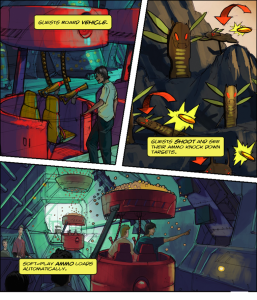 GUESTS BOARD VEHICLE.
GUESTS SHOOT AND SEE
THEIR AMMO KNOCK DOWN
TARGETS.
SOFT-PLAY AMMO LOADS
AUTOMATICALLY.